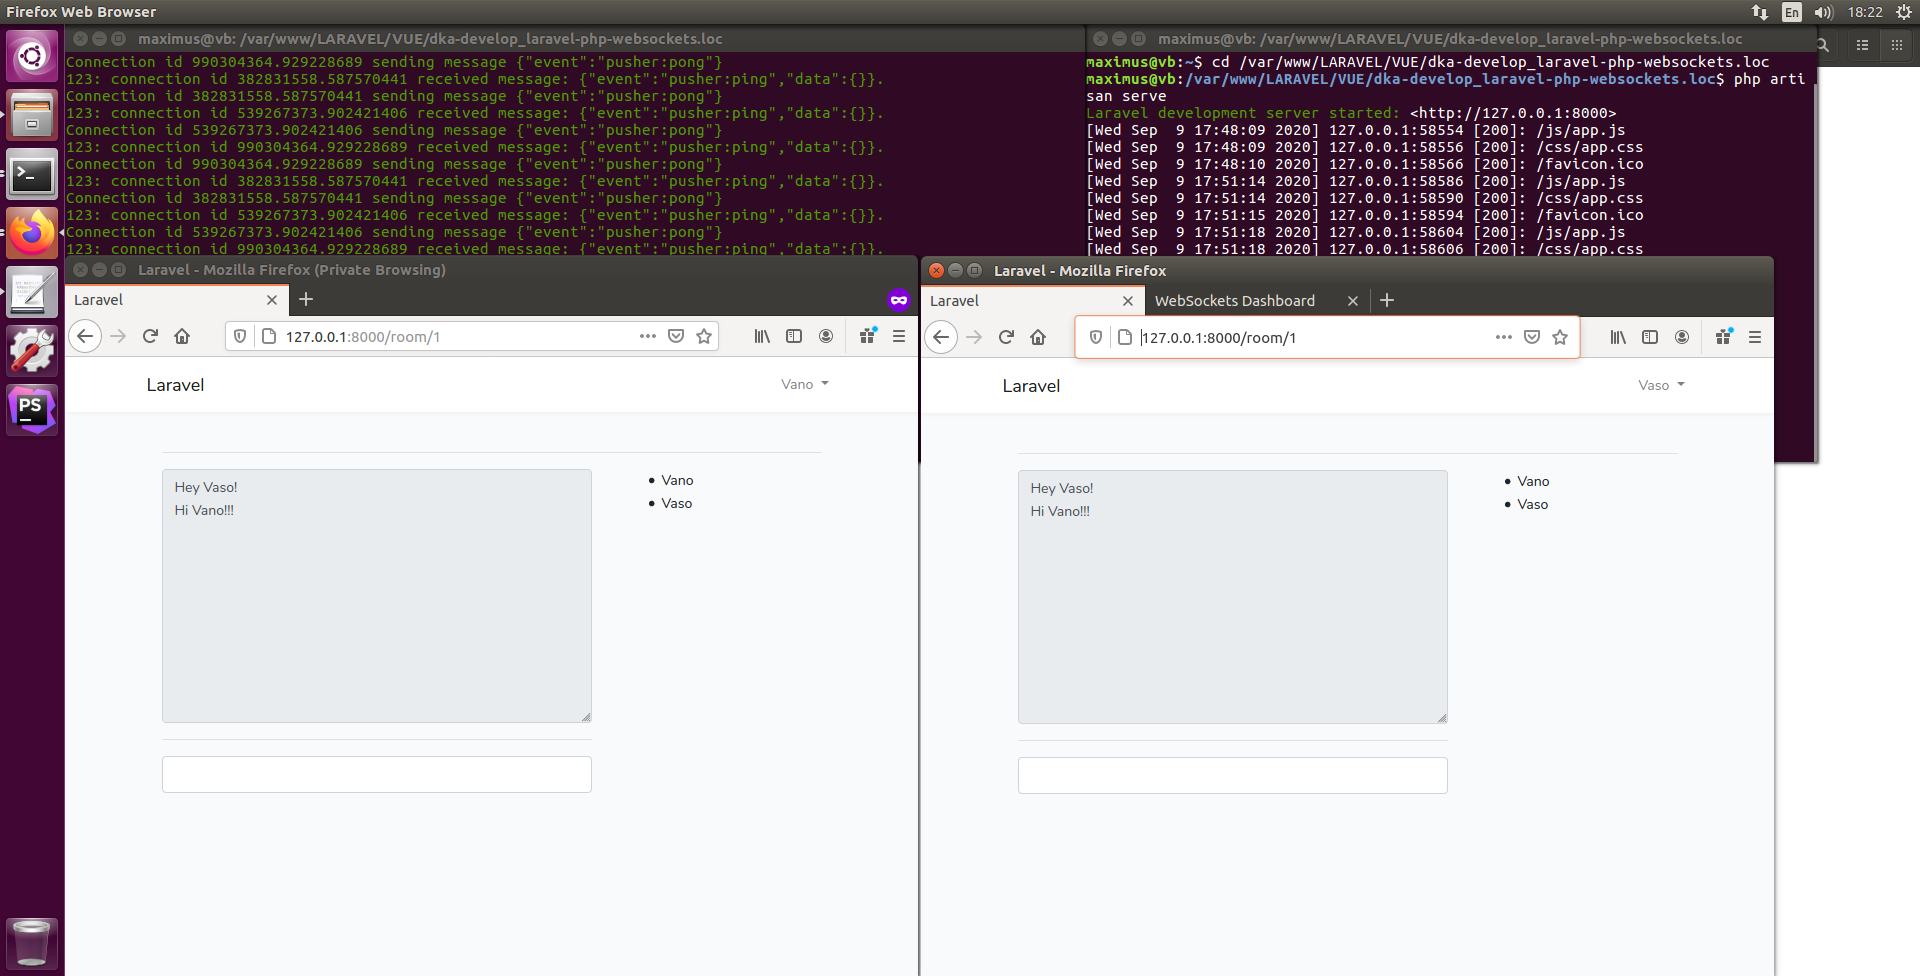 Firefox Web Browser
En
18:22
maximus@vb: /var/www/LARAVEL/VUE/dka-develop_laravel-php-websockets.loc
Connection id 990304364.929228689 sending message {"event":"pusher:pong"}
123: connection id 382831558.587570441 received message: {"event":"pusher:ping","data":{}}.
Connection id 382831558.587570441 sending message {"event":"pusher:pong"}
123: connection id 539267373.902421406 received message: {"event":"pusher:ping","data":{}}.
Connection id 539267373.902421406 sending message {"event":"pusher:pong"}
123: connection id 990304364.929228689 received message: {"event":"pusher:ping","data":{}}.
Connection id 990304364.929228689 sending message {"event":"pusher:pong"}
123: connection id 382831558.587570441 received message: {"event":"pusher:ping","data":{}}.
Connection id 382831558.587570441 sending message {"event":"pusher:pong"}
123: connection id 539267373.902421406 received message: {"event":"pusher:ping","data":{}}.
Connection id 539267373.902421406 sending message {"event":"pusher:pong"}
123: connection id 990304364.929228689 received message: {"event":"pusher:ping","data":{}}.
maximus@vb: /var/www/LARAVEL/VUE/dka-develop_laravel-php-websockets.loc
maximus@vb:~$ cd /var/www/LARAVEL/VUE/dka-develop_laravel-php-websockets.loc
maximus@vb:/var/www/LARAVEL/VUE/dka-develop_laravel-php-websockets.loc$ php arti
san serve
Laravel development server started: <http://127.0.0.1:8000>
[Wed Sep  9 17:48:09 2020] 127.0.0.1:58554 [200]: /js/app.js
[Wed Sep  9 17:48:09 2020] 127.0.0.1:58556 [200]: /css/app.css
[Wed Sep  9 17:48:10 2020] 127.0.0.1:58566 [200]: /favicon.ico
[Wed Sep  9 17:51:14 2020] 127.0.0.1:58586 [200]: /js/app.js
[Wed Sep  9 17:51:14 2020] 127.0.0.1:58590 [200]: /css/app.css
[Wed Sep  9 17:51:15 2020] 127.0.0.1:58594 [200]: /favicon.ico
[Wed Sep  9 17:51:18 2020] 127.0.0.1:58604 [200]: /js/app.js
[Wed Sep  9 17:51:18 2020] 127.0.0.1:58606 [200]: /css/app.css
PS
Laravel - Mozilla Firefox (Private Browsing)
Laravel
127.0.0.1:8000/room/1
Laravel
Vano
Hey Vaso!
Hi Vano!!!
Vano
Vaso
Laravel - Mozilla Firefox
Laravel
WebSockets Dashboard
127.0.0.1:8000/room/1
Laravel
Vaso
Hey Vaso!
Hi Vano!!!
Vano
Vaso